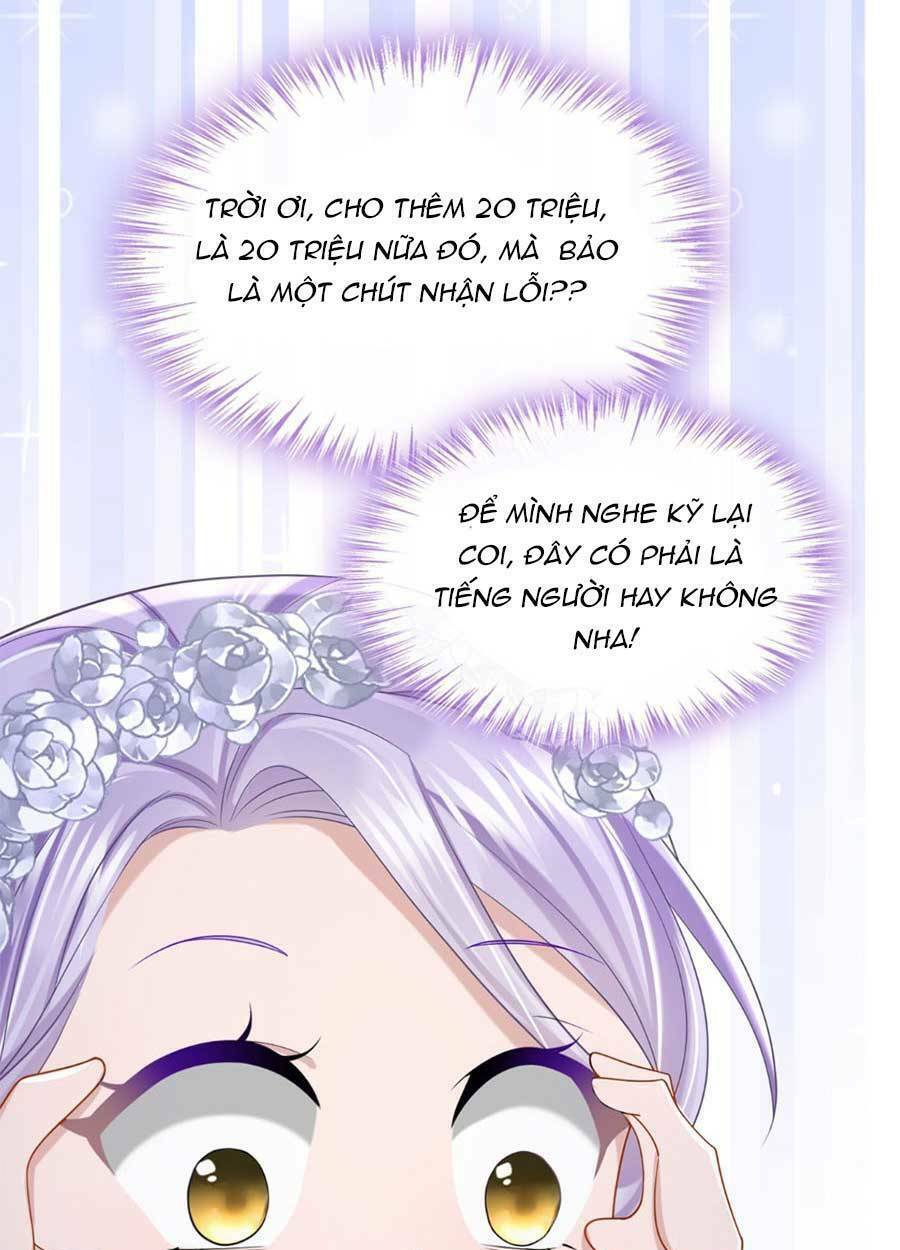 TRỜI ƠI, CHO THÊM 20 TRIỆU,
LÀ 20 TRIỆU NỮA ĐÓ, MÀ BẢO
LÀ MỘT CHÚT NHẬN LỖI??
ĐỂ MÌNH NGHE KỸ LẠI
COI, ĐÂY CÓ PHẢI LÀ
TIẾNG NGƯỜI HAY KHÔNG
NHA!